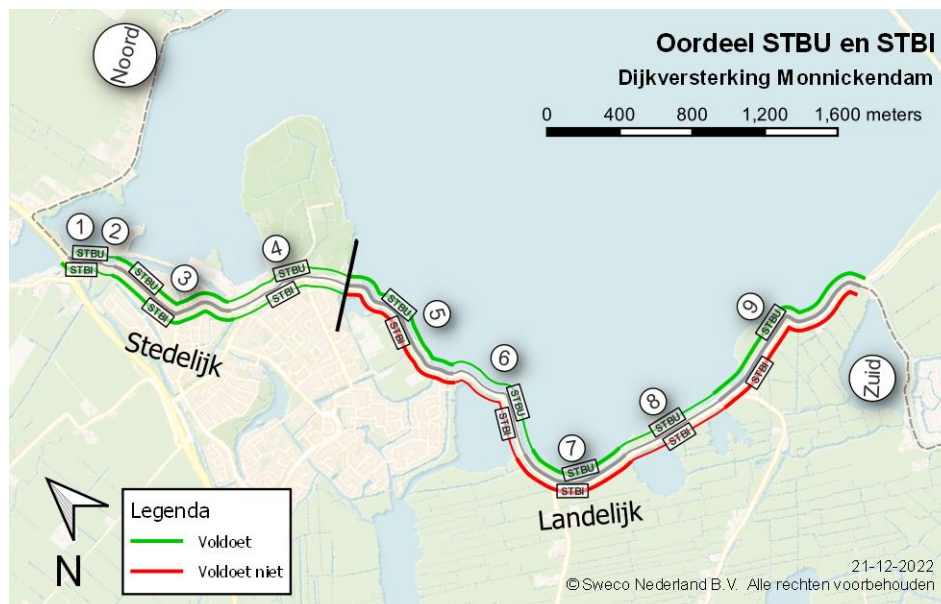 Oordeel STBU en STBI
Dijkversterking Monnickendam
0 400 800 1,200 1,600 meters
Noord
1
2
STBU
STBI
3
STBU
STBI
4
STBU
STBI
Stedelijk
5
STBU
STBI
6
STBU
STBI
7
STBU
STBI
Landelijk
8
STBU
STBI
9
STBU
STBI
Zuid
N
Legenda
Voldoet
Voldoet niet
21-12-2022
© Sweco Nederland B.V. Alle rechten voorbehouden